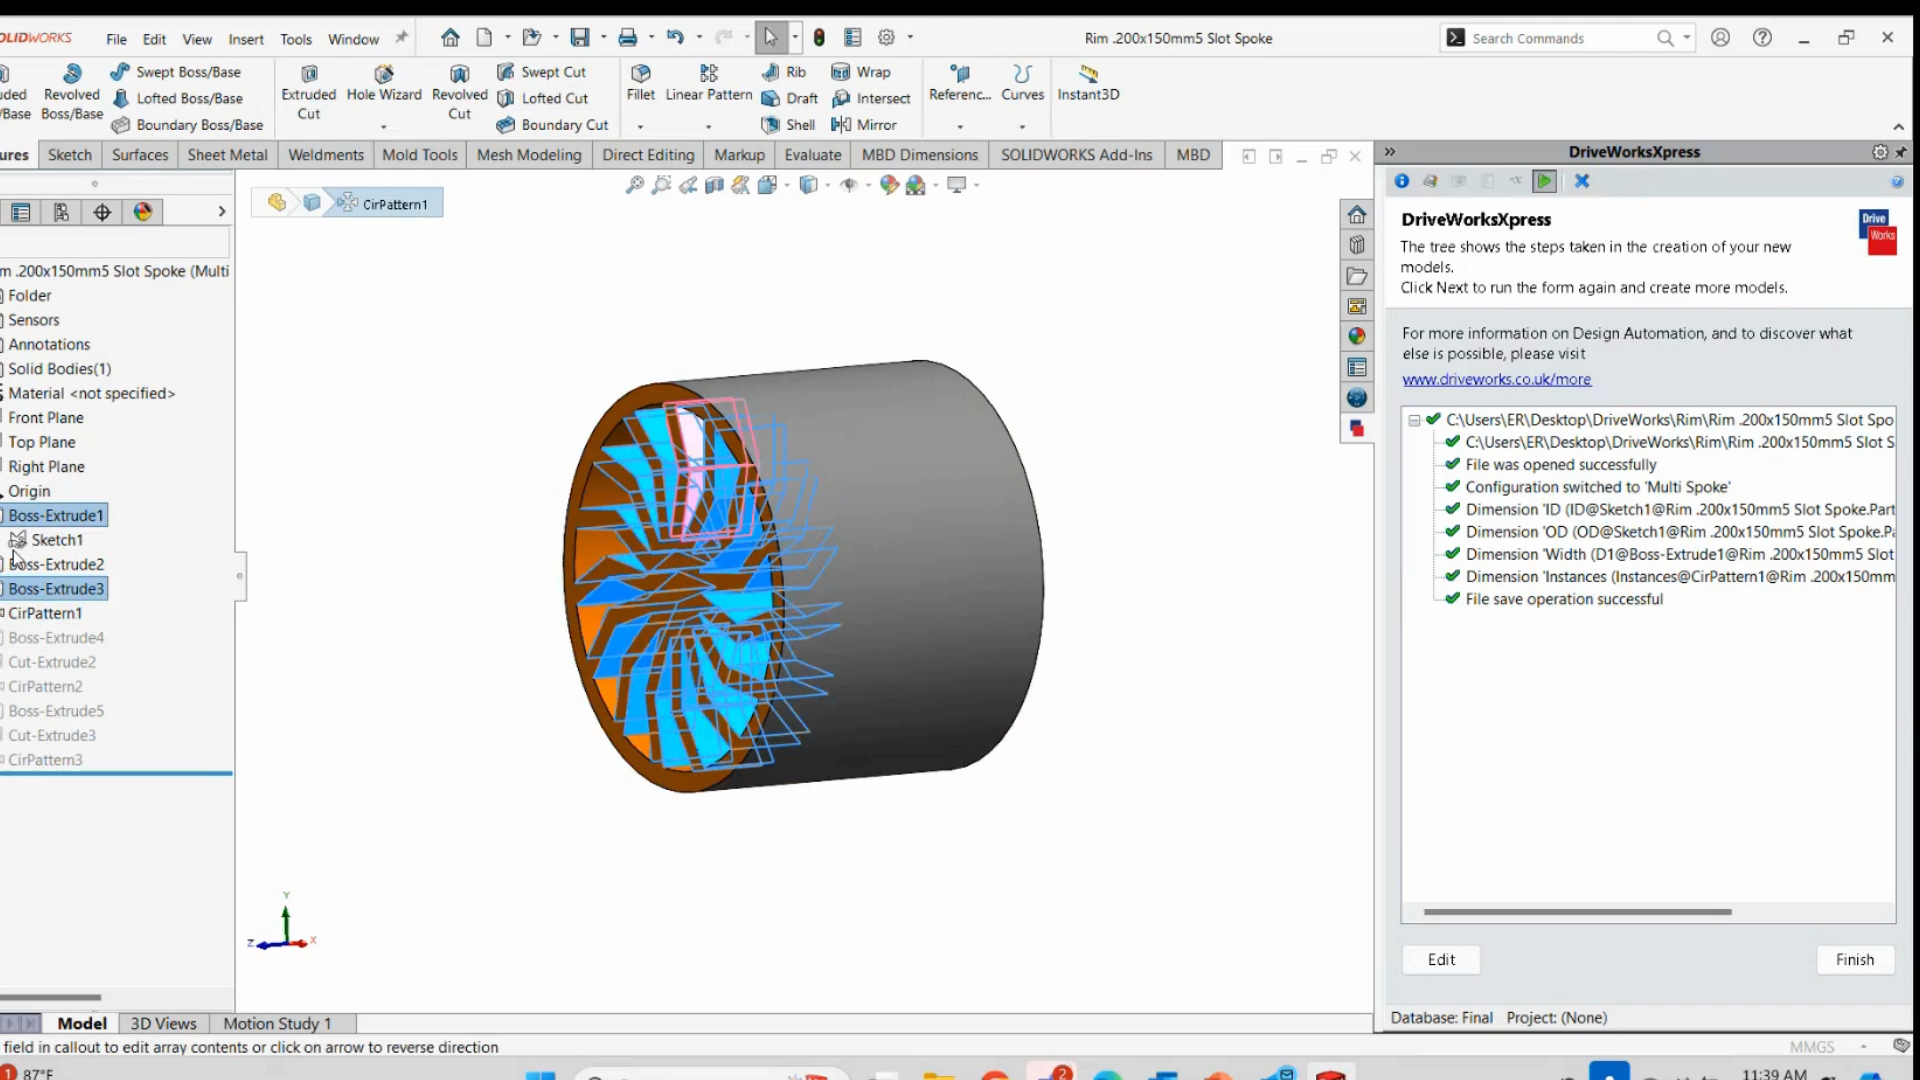 SOLIDWORKS File Edit View Insert Tools Window Rim .200x150mm5 Slot Spoke Search Commands
Revolved Boss/Base
Swept Boss/Base
Lofted Boss/Base
Boundary Boss/Base
Extruded Cut
Hole Wizard
Revolved Cut
Swept Cut
Lofted Cut
Boundary Cut
Fillet
Linear Pattern
Rib
Draft
Shell
Wrap
Intersect
Mirror
Referenc...
Curves
Instant3D
ures Sketch Surfaces Sheet Metal Weldments Mold Tools Mesh Modeling Direct Editing Markup Evaluate MBD Dimensions SOLIDWORKS Add-Ins MBD
CirPattern1
m .200x150mm5 Slot Spoke (Multi
Folder
Sensors
Annotations
Solid Bodies(1)
Material <not specified>
Front Plane
Top Plane
Right Plane
Origin
Boss-Extrude1
Sketch1
Boss-Extrude2
Boss-Extrude3
CirPattern1
Boss-Extrude4
Cut-Extrude2
CirPattern2
Boss-Extrude5
Cut-Extrude3
CirPattern3
Y
Z
X
DriveWorksXpress
DriveWorksXpress
Drive
Works
The tree shows the steps taken in the creation of your new
models.
Click Next to run the form again and create more models.
For more information on Design Automation, and to discover what
else is possible, please visit
www.driveworks.co.uk/more
C:\Users\ER\Desktop\DriveWorks\Rim\Rim .200x150mm5 Slot Spo
C:\Users\ER\Desktop\DriveWorks\Rim\Rim .200x150mm5 Slot S
File was opened successfully
Configuration switched to 'Multi Spoke'
Dimension 'ID (ID@Sketch1@Rim .200x150mm5 Slot Spoke.Part
Dimension 'OD (OD@Sketch1@Rim .200x150mm5 Slot Spoke.Pa
Dimension 'Width (D1@Boss-Extrude1@Rim .200x150mm5 Slot
Dimension 'Instances (Instances@CirPattern1@Rim .200x150mm
File save operation successful
Edit
Finish
Database: Final Project: (None)
Model 3D Views Motion Study 1
field in callout to edit array contents or click on arrow to reverse direction
MMGS
1 87°F
2
11:39 AM